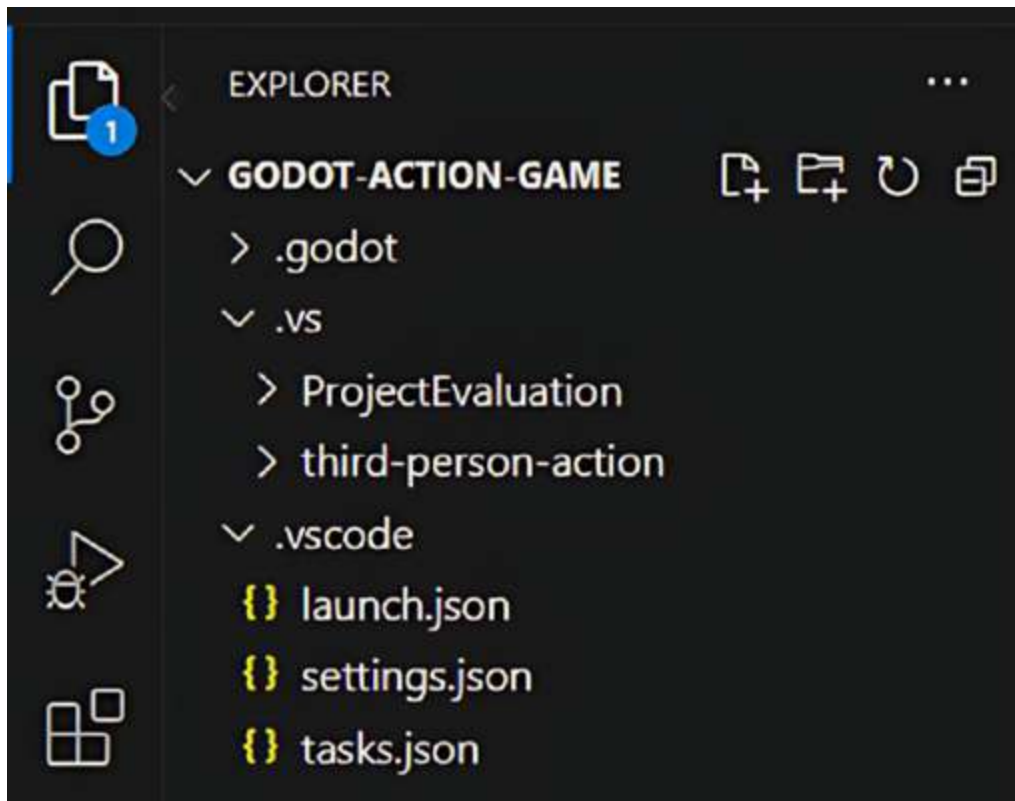 EXPLORER
1
GODOT-ACTION-GAME
.godot
.vs
ProjectEvaluation
third-person-action
.vscode
{} launch.json
{} settings.json
{} tasks.json